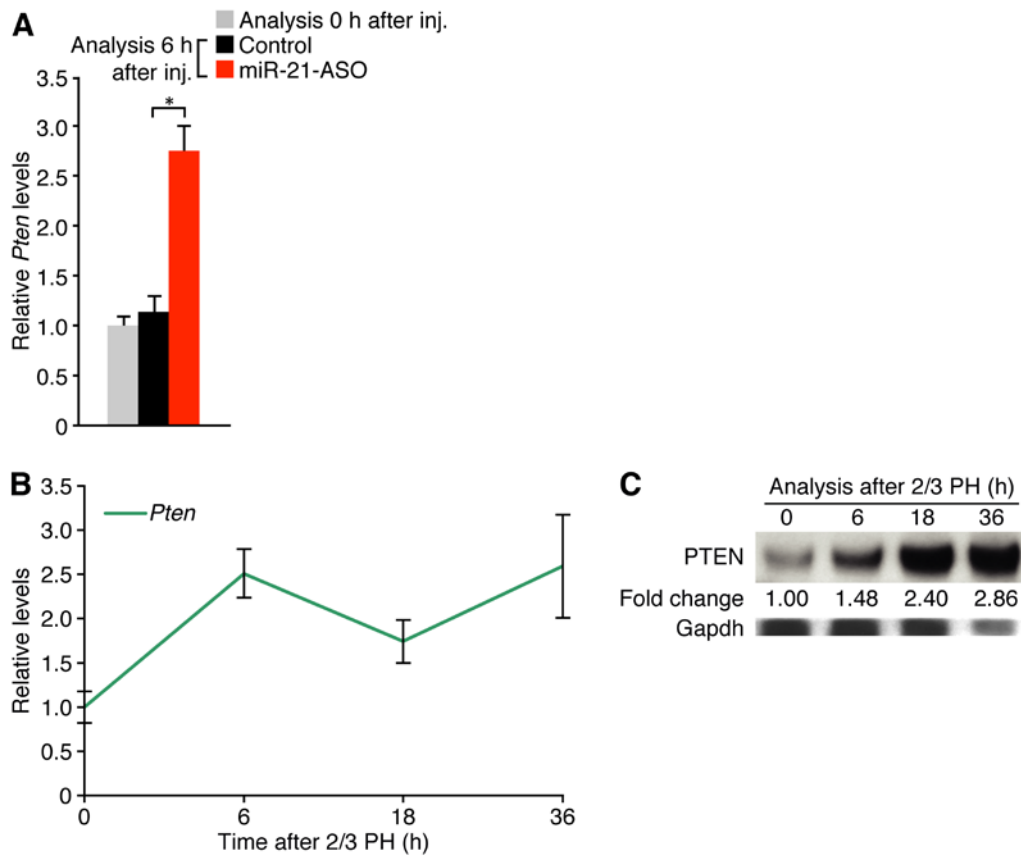 A
Analysis 0 h after inj.
Analysis 6 h after inj.
Control
miR-21-ASO
Relative Pten levels
3.5
3.0
2.5
2.0
1.5
1.0
0.5
0
*
B
Pten
Relative levels
3.5
3.0
2.5
2.0
1.5
1.0
0.5
0
0 6 18 36
Time after 2/3 PH (h)
C
Analysis after 2/3 PH (h)
0 6 18 36
PTEN
Fold change 1.00 1.48 2.40 2.86
Gapdh